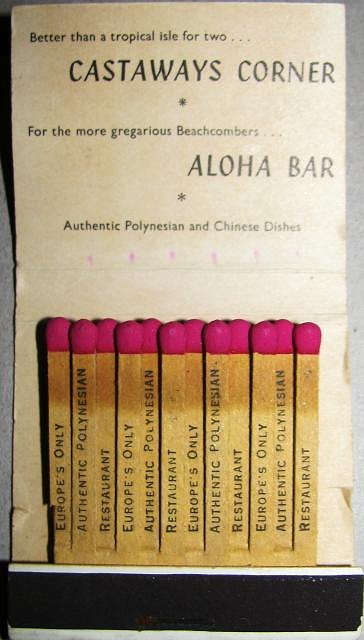 Better than a tropical isle for two . . .
CASTAWAYS CORNER
*
For the more gregarious Beachcombers . . .
ALOHA BAR
*
Authentic Polynesian and Chinese Dishes
EUROPE'S ONLY
AUTHENTIC POLYNESIAN
RESTAURANT
EUROPE'S ONLY
AUTHENTIC POLYNESIAN
RESTAURANT
EUROPE'S ONLY
AUTHENTIC POLYNESIAN
RESTAURANT
EUROPE'S ONLY
AUTHENTIC POLYNESIAN
RESTAURANT